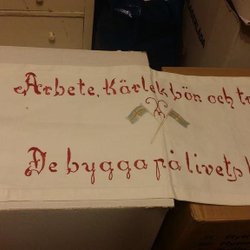 Arbete, Kärlek, bön och
De bygga på livets